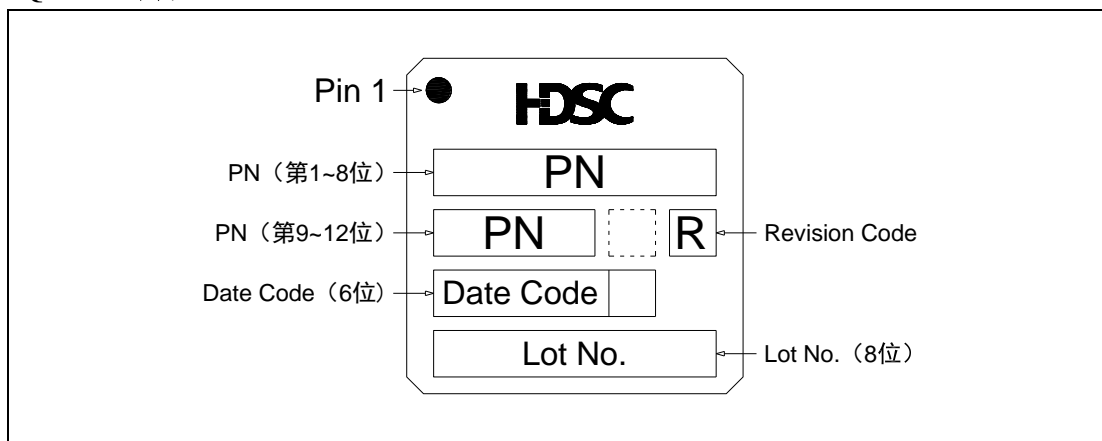 Pin 1
HDSC
PN（第1~8位）
PN
PN（第9~12位）
PN
R
Revision Code
Date Code（6位）
Date Code
Lot No.
Lot No.（8位）